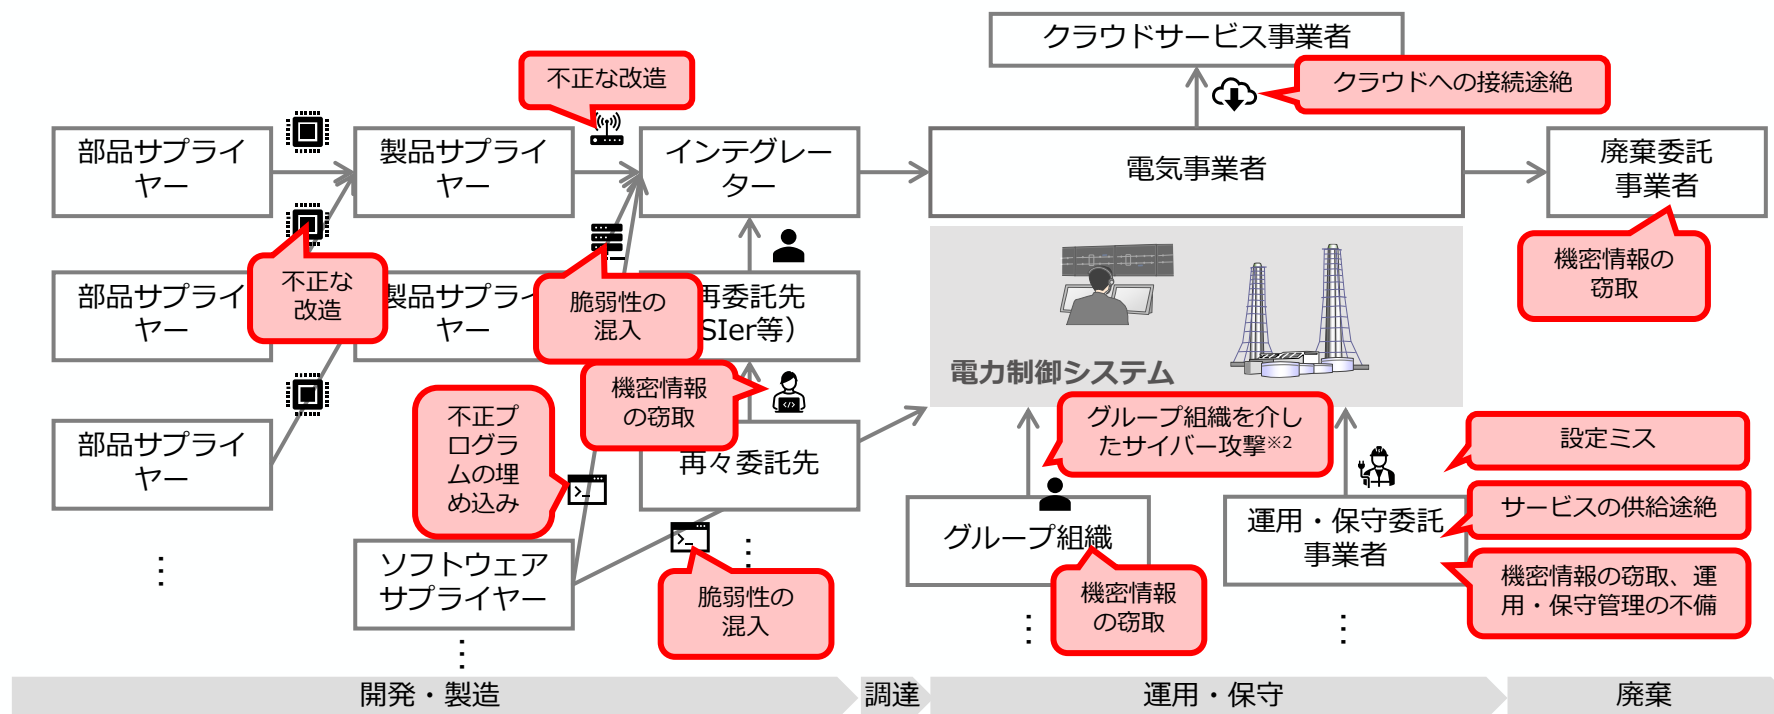 クラウドサービス事業者
クラウドへの接続途絶
不正な改造
部品サプライ
ヤー
製品サプライ
ヤー
インテグレー
ター
電気事業者
廃棄委託
事業者
機密情報の
窃取
部品サプライ
ヤー
不正な
改造
製品サプライ
ヤー
脆弱性の
混入
再委託先
SIer等）
電力制御システム
機密情報
の窃取
部品サプライ
ヤー
不正プ
ログラ
ムの埋
め込み
再々委託先
グループ組織を介し
たサイバー攻撃※2
設定ミス
サービスの供給途絶
グループ組織
運用・保守委託
事業者
機密情報の窃取、運
用・保守管理の不備
ソフトウェア
サプライヤー
脆弱性の
混入
機密情報
の窃取
開発・製造
調達
運用・保守
廃棄